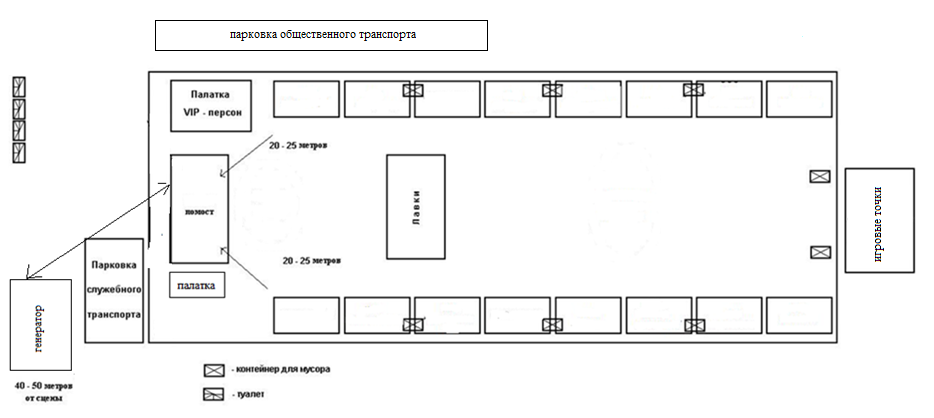 парковка общественного транспорта
Палатка
VIP - персон
20 - 25 метров
помост
Лавки
игровые точки
20 - 25 метров
Парковка
служебного
транспорта
палатка
генератор
40 - 50 метров
от сцены
- контейнер для мусора
- туалет